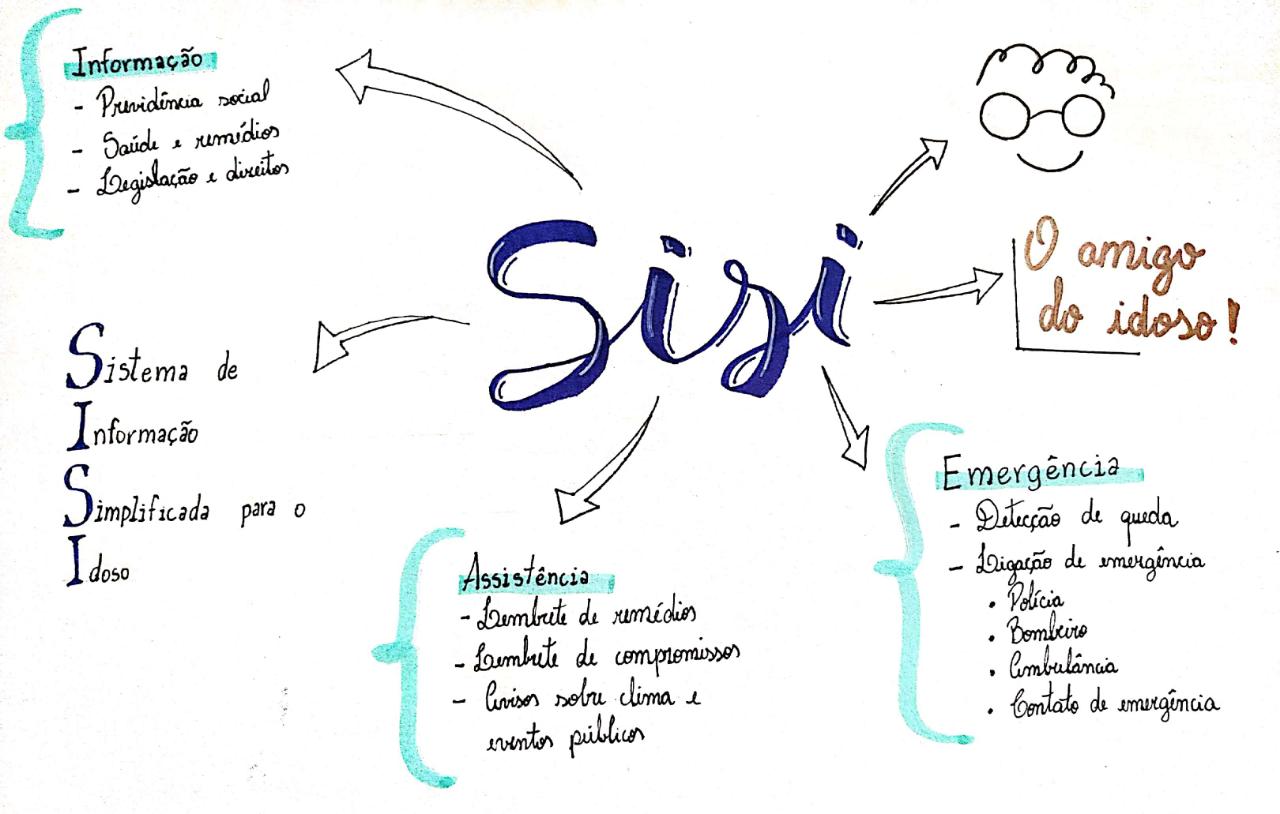 Informação
- Previdência social
- Saúde e remédios
- Legislação e direitos
Sisi
O amigo
do idoso!
Sistema de
Informação
Simplificada para o
Idoso
Assistência
- Lembrete de remédios
- Lembrete de compromissos
- Avisos sobre clima e
eventos públicos
Emergência
- Detecção de queda
- Ligação de emergência
• Polícia
• Bombeiro
• Ambulância
• Contato de emergência